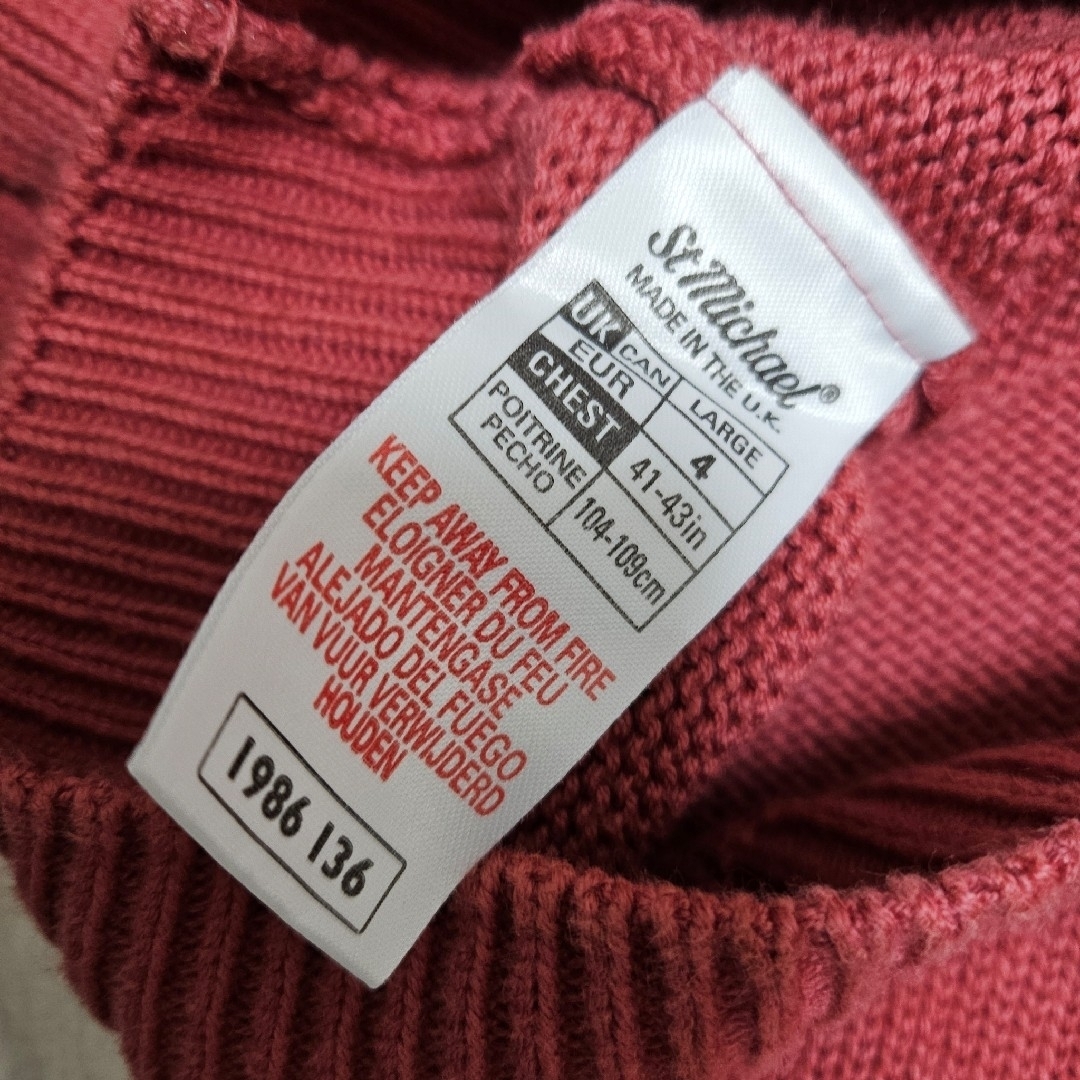 St Michael®
MADE IN THE U.K.
UK CAN LARGE
EUR 4
CHEST 41-43in
POITRINE
PECHO 104-109cm
KEEP AWAY FROM FIRE
ELOIGNER DU FEU
MANTENGASE
ALEJADO DEL FUEGO
VAN VUUR VERWIJDERD
HOUDEN
1986 136